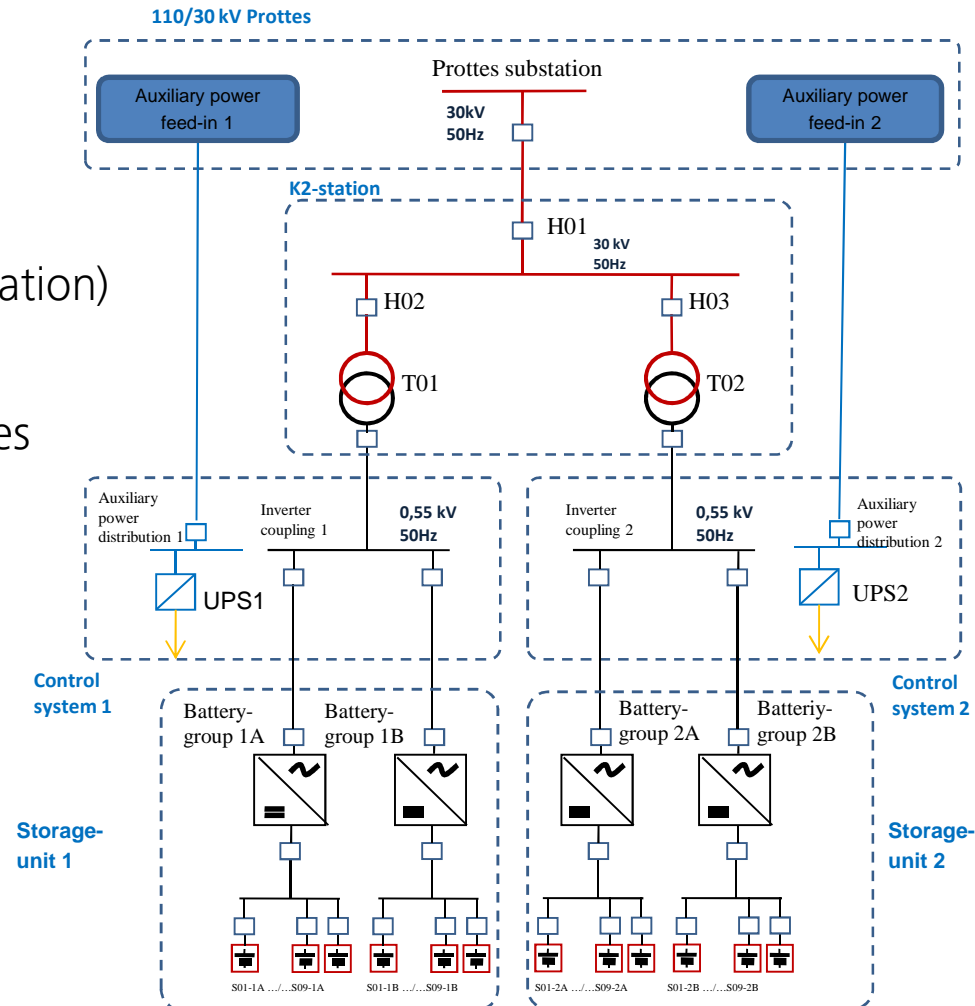 110/30 kV Prottes
Prottes substation
Auxiliary power
feed-in 1
30kV
50Hz
Auxiliary power
feed-in 2
K2-station
H01
30 kV
50Hz
ation)
H02
H03
T01
T02
es
Auxiliary
power
distribution 1
Inverter
coupling 1
0,55 kV
50Hz
Inverter
coupling 2
0,55 kV
50Hz
Auxiliary
power
distribution 2
UPS1
UPS2
Control
system 1
Control
system 2
Battery-
group 1A
Battery-
group 1B
Battery-
group 2A
Batteriy-
group 2B
Storage-
unit 1
Storage-
unit 2
S01-1A .../...S09-1A
S01-1B .../...S09-1B
S01-2A .../...S09-2A
S01-2B .../...S09-2B